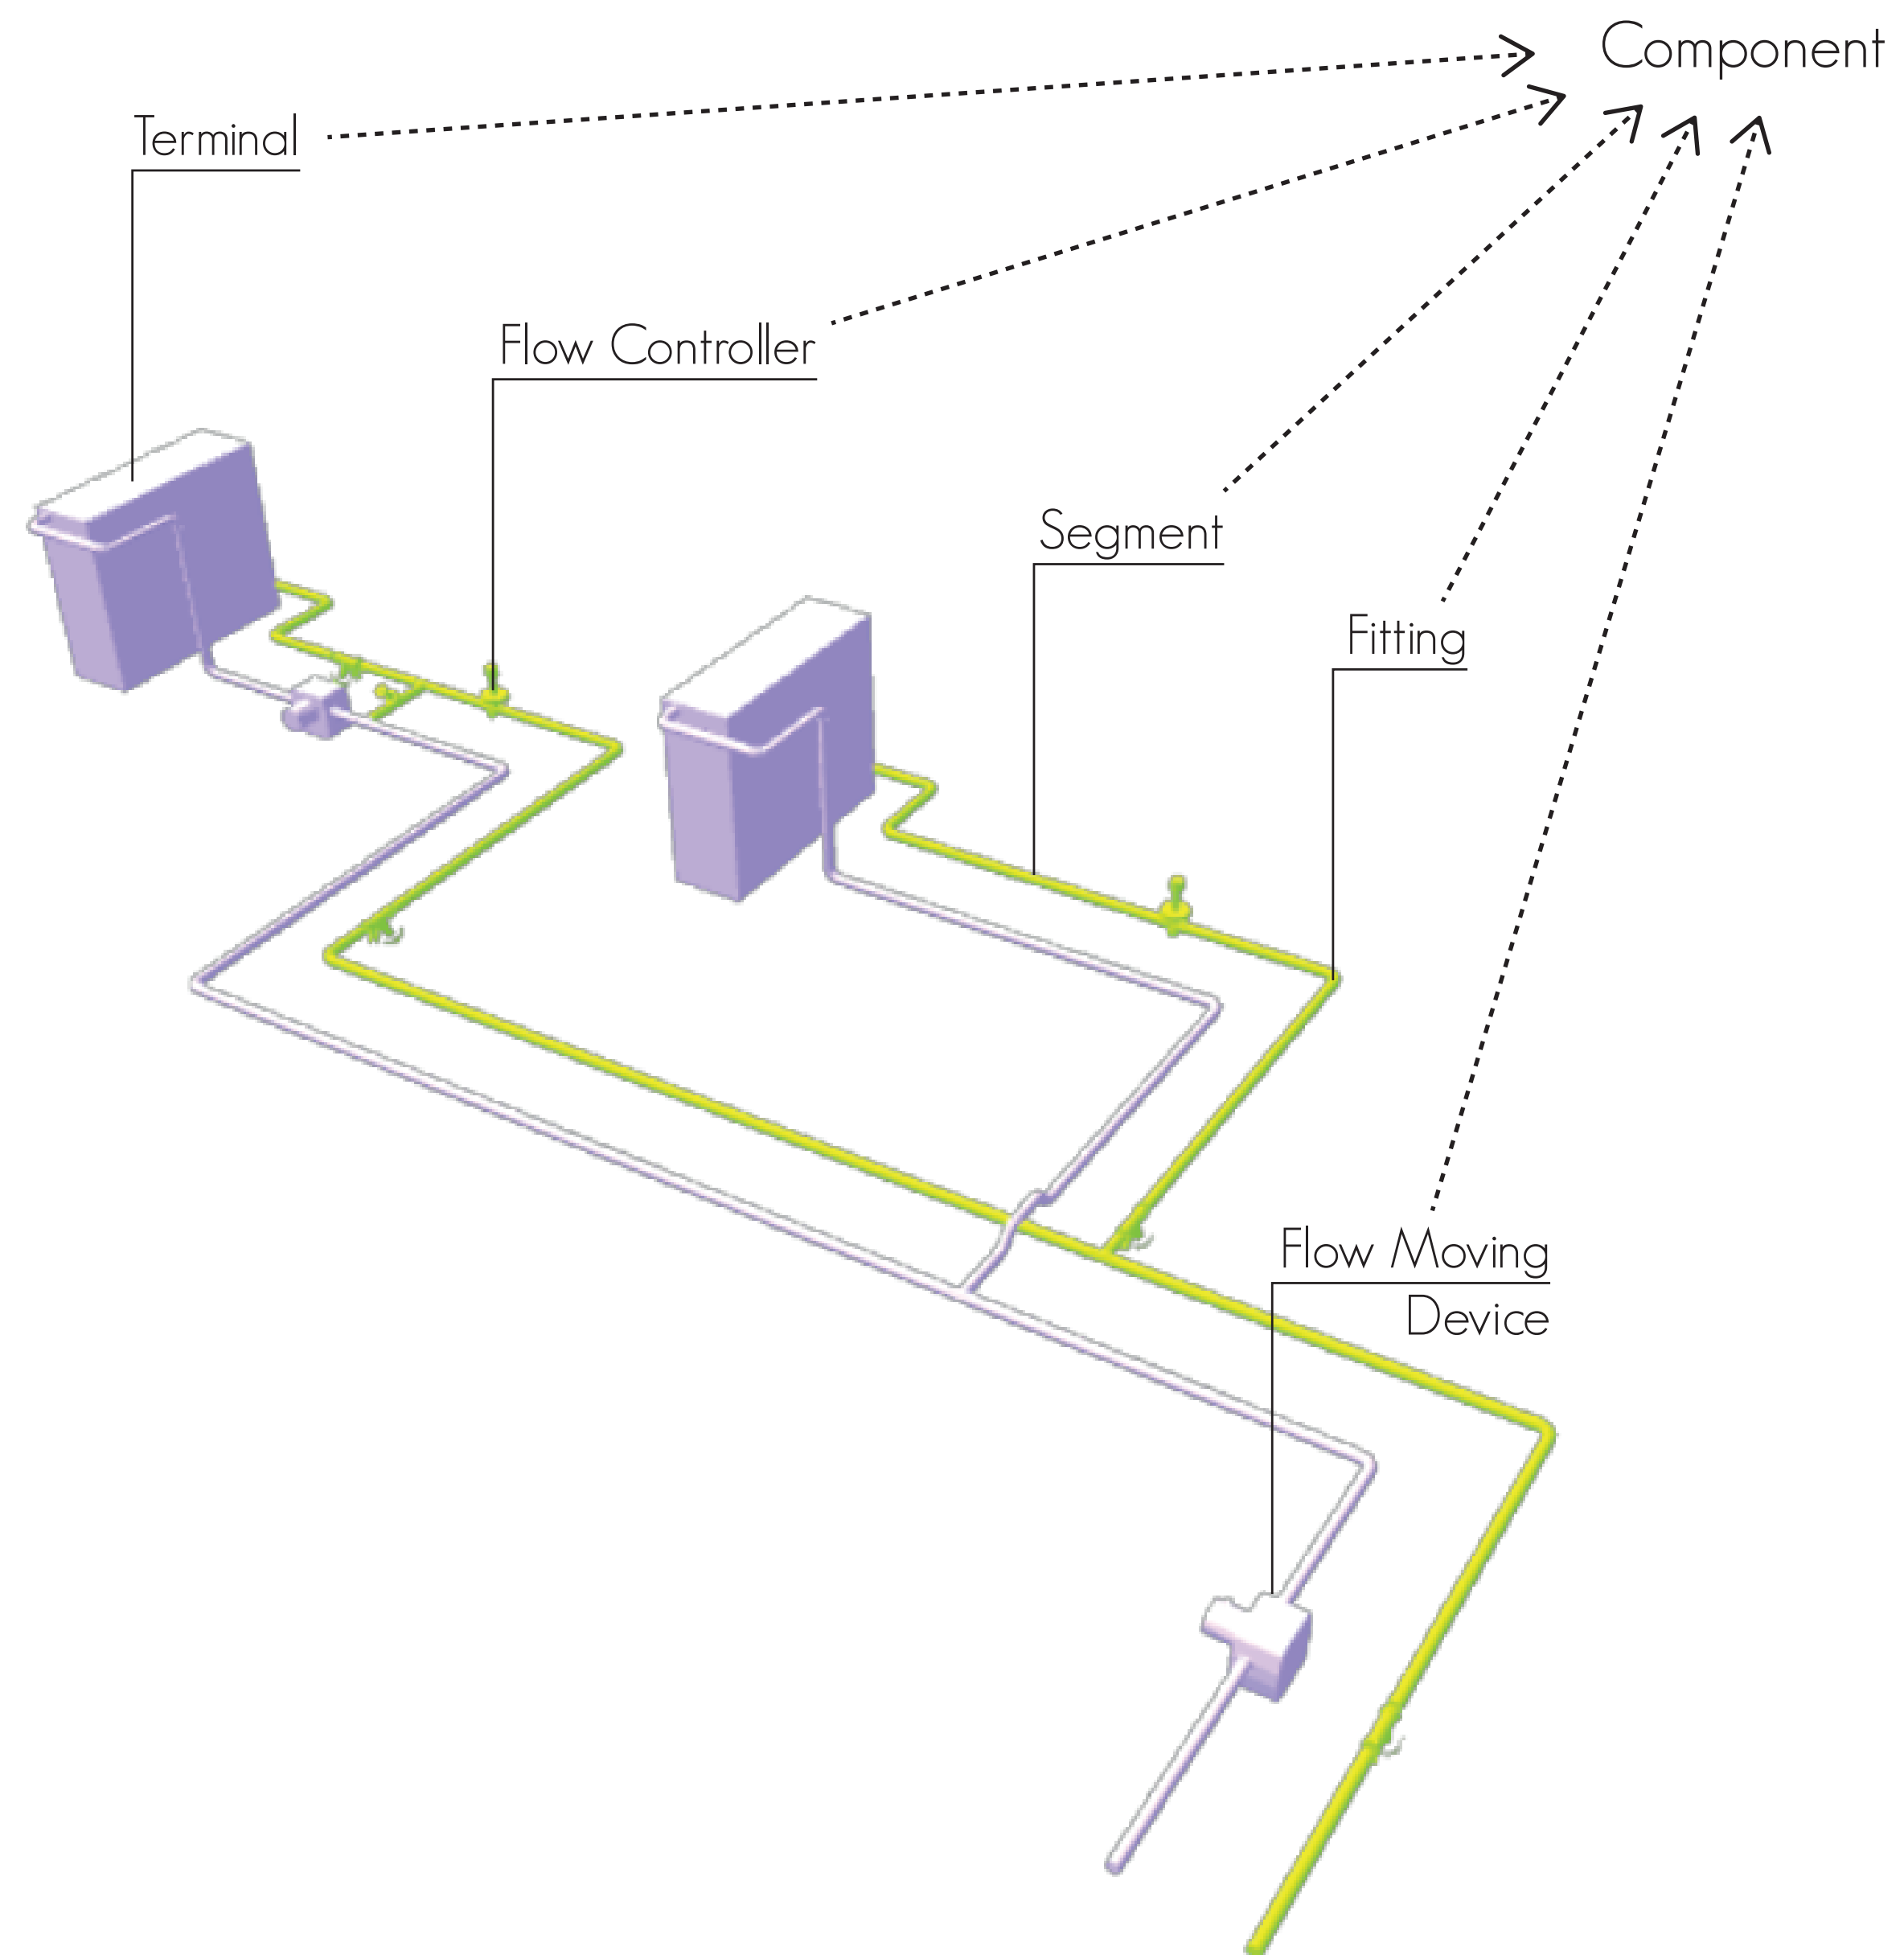 Component
Terminal
Flow Controller
Segment
Fitting
Flow Moving
Device